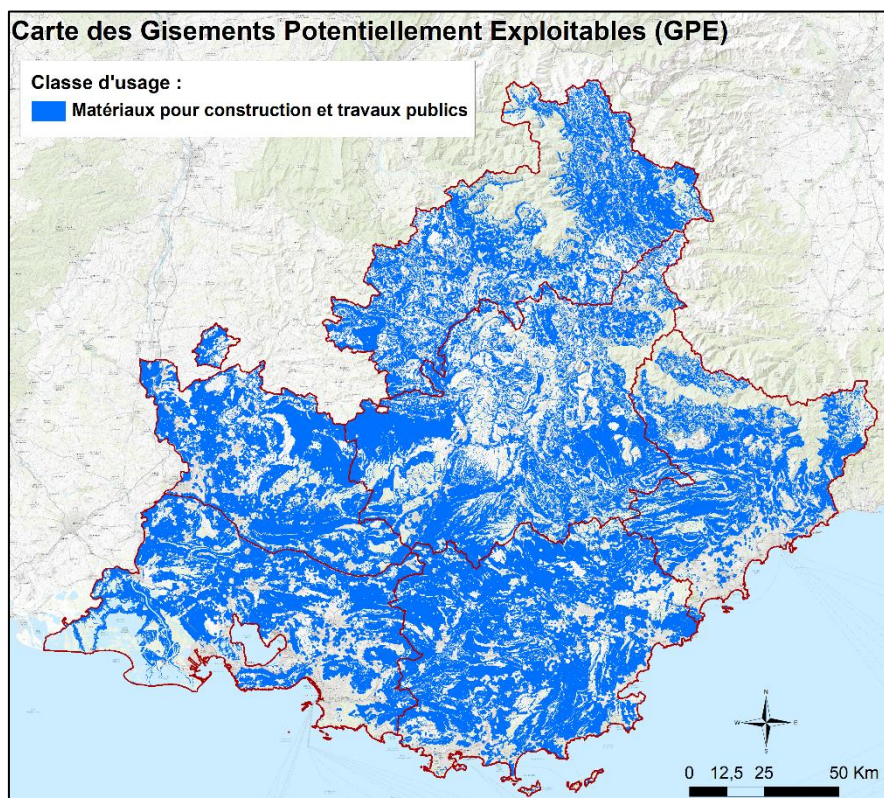 Carte des Gisements Potentiellement Exploitables (GPE)
Classe d'usage :
Matériaux pour construction et travaux publics
N
W E
S
0 12,5 25 50 Km